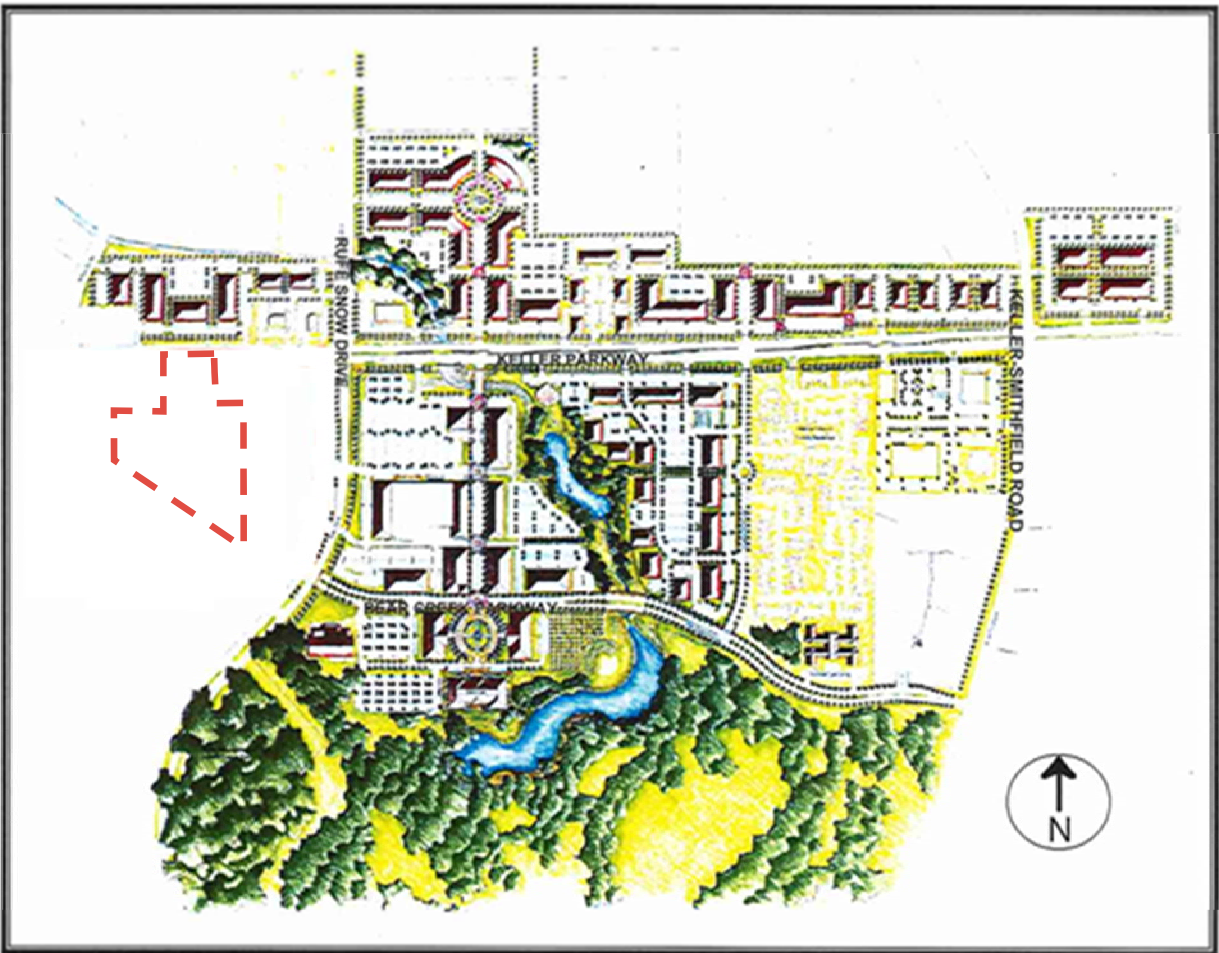 RUFE SNOW DRIVE
KELLER PARKWAY
KELLER SMITHFIELD ROAD
BEAR CREEK PARKWAY
N